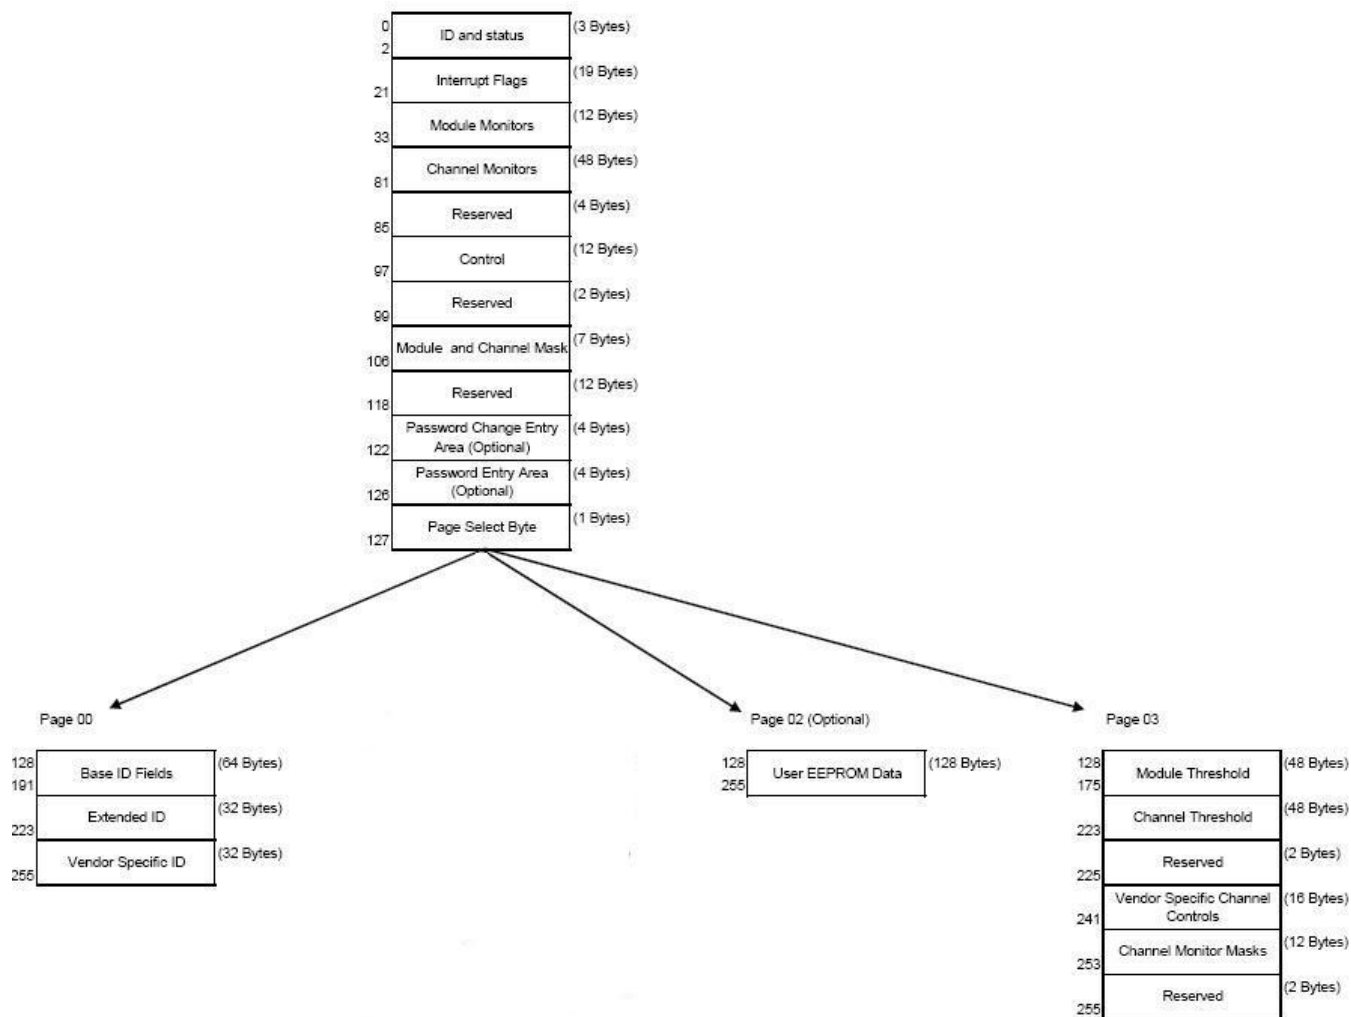 0 ID and status (3 Bytes)
2
Interrupt Flags (19 Bytes)
21
Module Monitors (12 Bytes)
33
Channel Monitors (48 Bytes)
81
Reserved (4 Bytes)
85
Control (12 Bytes)
97
Reserved (2 Bytes)
99
Module and Channel Mask (7 Bytes)
106
Reserved (12 Bytes)
118
Password Change Entry (4 Bytes)
Area (Optional)
122
Password Entry Area (4 Bytes)
(Optional)
126
Page Select Byte (1 Bytes)
127
Page 00
128 Base ID Fields (64 Bytes)
191
Extended ID (32 Bytes)
223
Vendor Specific ID (32 Bytes)
255
Page 02 (Optional)
128 User EEPROM Data (128 Bytes)
255
Page 03
128 Module Threshold (48 Bytes)
175
Channel Threshold (48 Bytes)
223
Reserved (2 Bytes)
225
Vendor Specific Channel (16 Bytes)
Controls
241
Channel Monitor Masks (12 Bytes)
253
Reserved (2 Bytes)
255